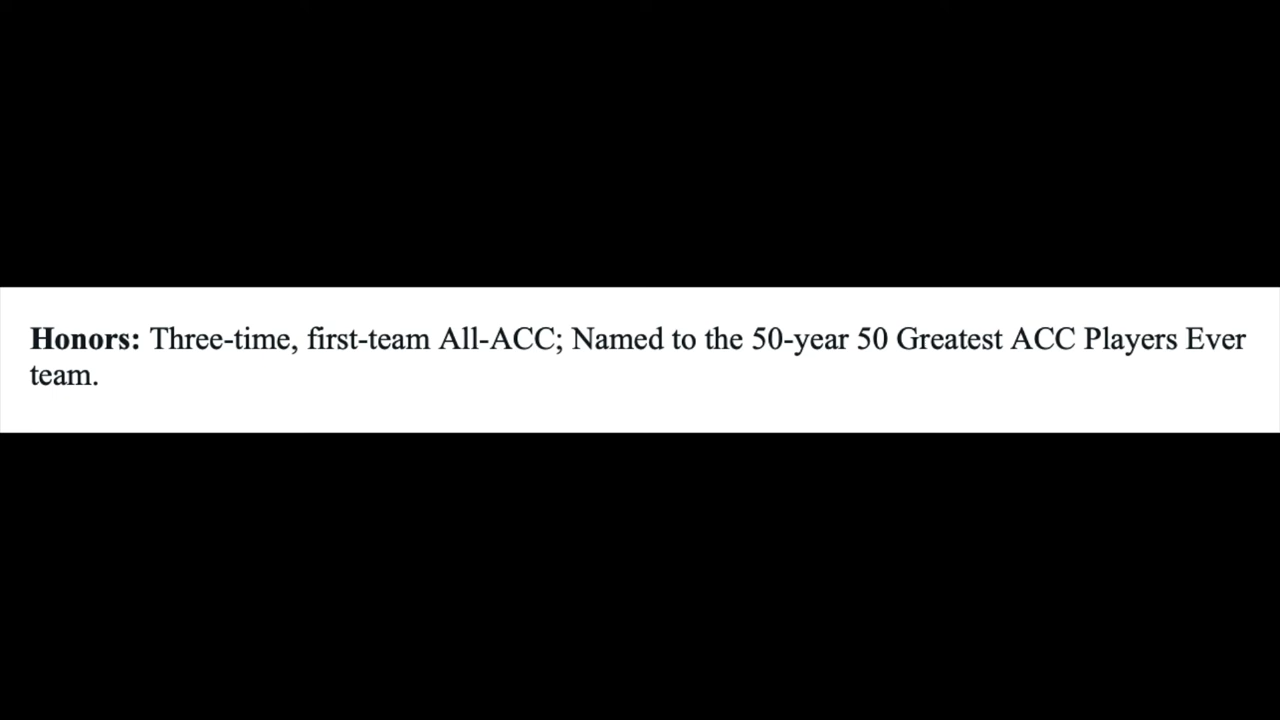 Honors: Three-time, first-team All-ACC; Named to the 50-year 50 Greatest ACC Players Ever
team.